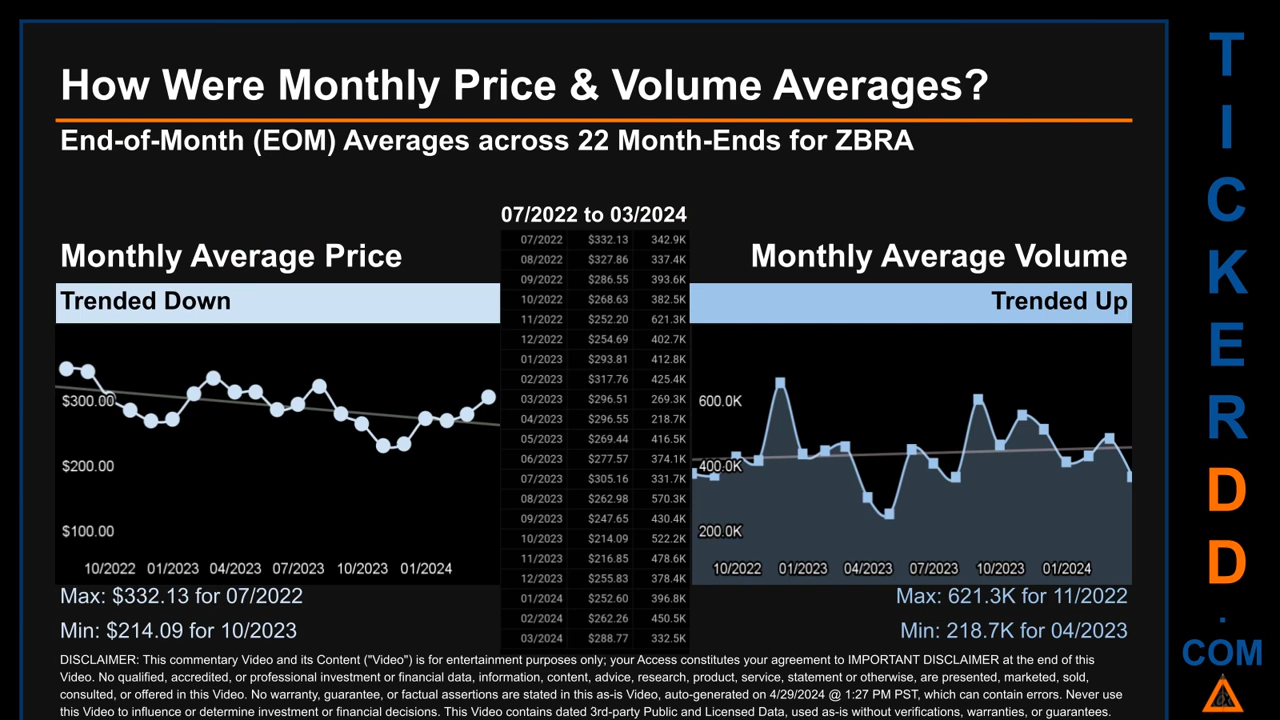 How Were Monthly Price & Volume Averages?
End-of-Month (EOM) Averages across 22 Month-Ends for ZBRA
07/2022 to 03/2024
Monthly Average Price
Trended Down
$300.00
$200.00
$100.00
10/2022 01/2023 04/2023 07/2023 10/2023 01/2024
Max: $332.13 for 07/2022
Min: $214.09 for 10/2023
07/2022 $332.13 342.9K
08/2022 $327.86 337.4K
09/2022 $286.55 393.6K
10/2022 $268.63 382.5K
11/2022 $252.20 621.3K
12/2022 $254.69 402.7K
01/2023 $293.81 412.8K
02/2023 $317.76 425.4K
03/2023 $296.51 269.3K
04/2023 $296.55 218.7K
05/2023 $269.44 416.5K
06/2023 $277.57 374.1K
07/2023 $305.16 331.7K
08/2023 $262.98 570.3K
09/2023 $247.65 430.4K
10/2023 $214.09 522.2K
11/2023 $216.85 478.6K
12/2023 $255.83 378.4K
01/2024 $252.60 396.8K
02/2024 $262.26 450.5K
03/2024 $288.77 332.5K
Monthly Average Volume
Trended Up
600.0K
400.0K
200.0K
10/2022 01/2023 04/2023 07/2023 10/2023 01/2024
Max: 621.3K for 11/2022
Min: 218.7K for 04/2023
DISCLAIMER: This commentary Video and its Content ("Video") is for entertainment purposes only; your Access constitutes your agreement to IMPORTANT DISCLAIMER at the end of this
Video. No qualified, accredited, or professional investment or financial data, information, content, advice, research, product, service, statement or otherwise, are presented, marketed, sold,
consulted, or offered in this Video. No warranty, guarantee, or factual assertions are stated in this as-is Video, auto-generated on 4/29/2024 @ 1:27 PM PST, which can contain errors. Never use
this Video to influence or determine investment or financial decisions. This Video contains dated 3rd-party Public and Licensed Data, used as-is without verifications, warranties, or guarantees.
T
I
C
K
E
R
D
D
.
COM